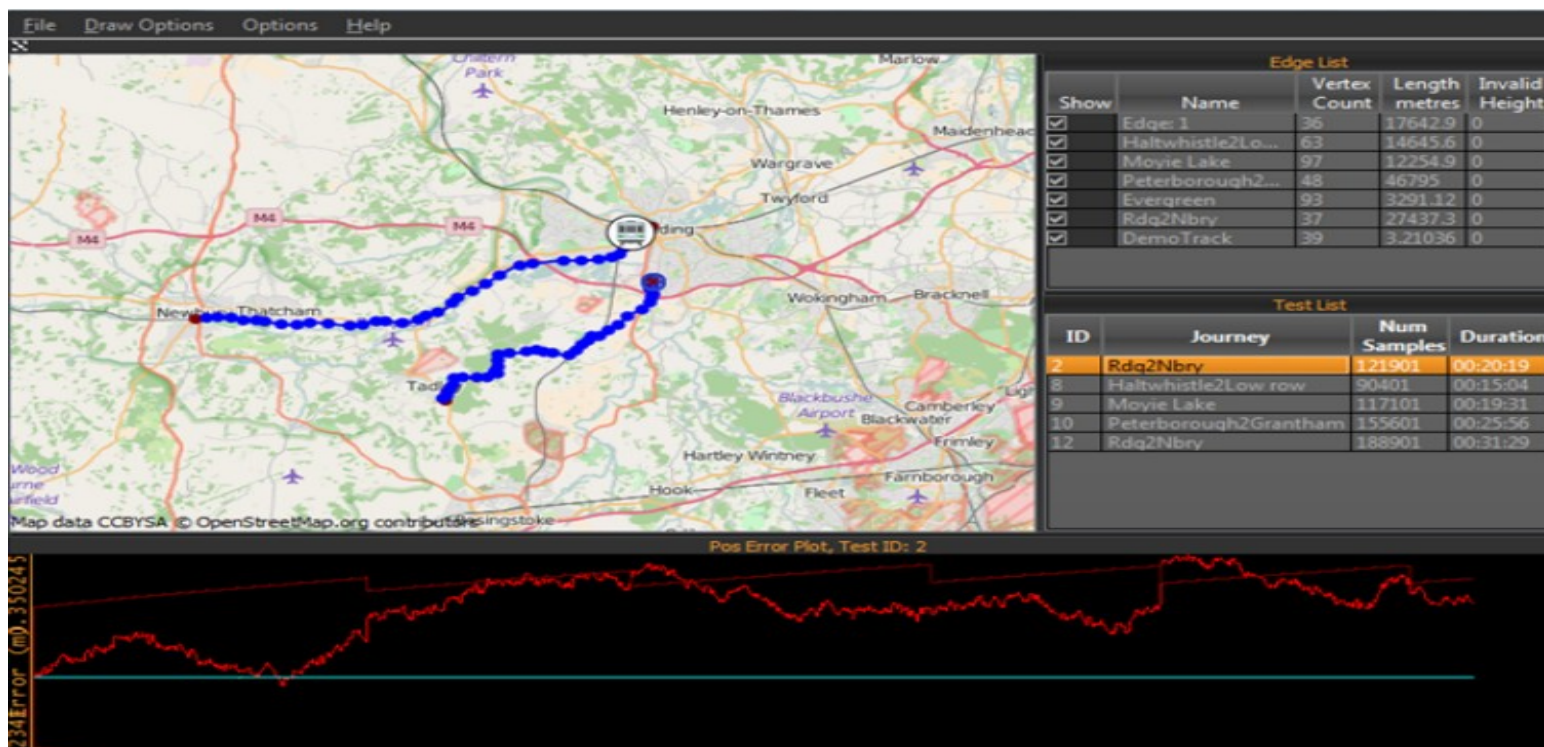 File Draw Options Options Help
Chiltern
Park
Marlow
Henley-on-Thames
Maidenhead
Wargrave
Twyford
M4
M4
M4
ding
Wokingham
Bracknell
Thatcham
Tad
Blackbushe
Airport
Camberley
Blackwater
Frimley
Hartley Wintney
Farnborough
Hook
Fleet
Wood
urne
airfield
Map data CCBYSA © OpenStreetMap.org contributors
singstoke
Edge List
Show Name Vertex Count Length metres Invalid Height
Edge: 1 36 17642.9 0
Haltwhistle2Lo... 63 14645.6 0
Moyie Lake 97 12254.9 0
Peterborough2... 48 46795 0
Evergreen 93 3291.12 0
Rdg2Nbry 37 27437.3 0
DemoTrack 39 3.21036 0
Test List
ID Journey Num Samples Duration
2 Rdg2Nbry 121901 00:20:19
8 Haltwhistle2Low row 90401 00:15:04
9 Moyie Lake 117101 00:19:31
10 Peterborough2Grantham 155601 00:25:56
12 Rdg2Nbry 188901 00:31:29
Pos Error Plot, Test ID: 2
Error (m)